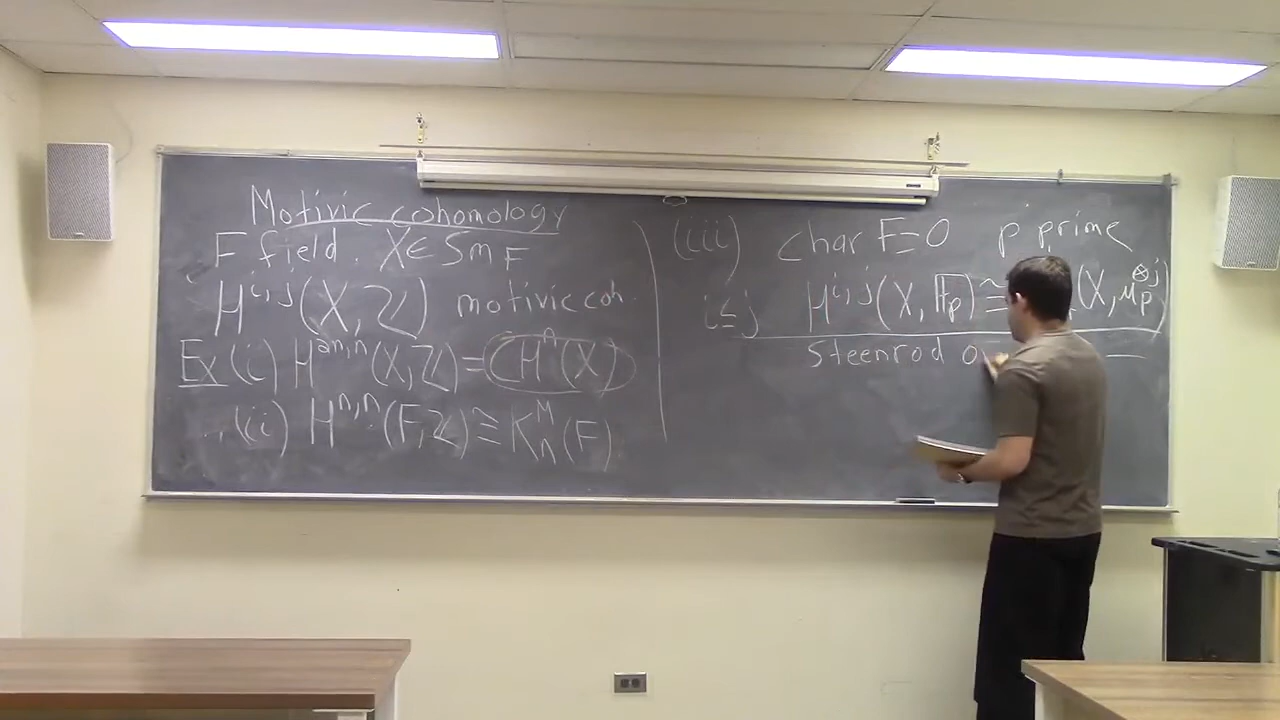 Motivic cohomology
F field. X ∈ Sm_F
H^{i,j}(X, ℤ) motivic coh.
Ex (i) H^{2n,n}(X, ℤ) = CH^n(X)
(ii) H^{n,n}(F, ℤ) ≅ K_n^M(F)
(iii) char F = 0 p prime
i ≤ j H^{i,j}(X, 𝔽_p) ≅ (X, μ_p^{⊗j})
Steenrod